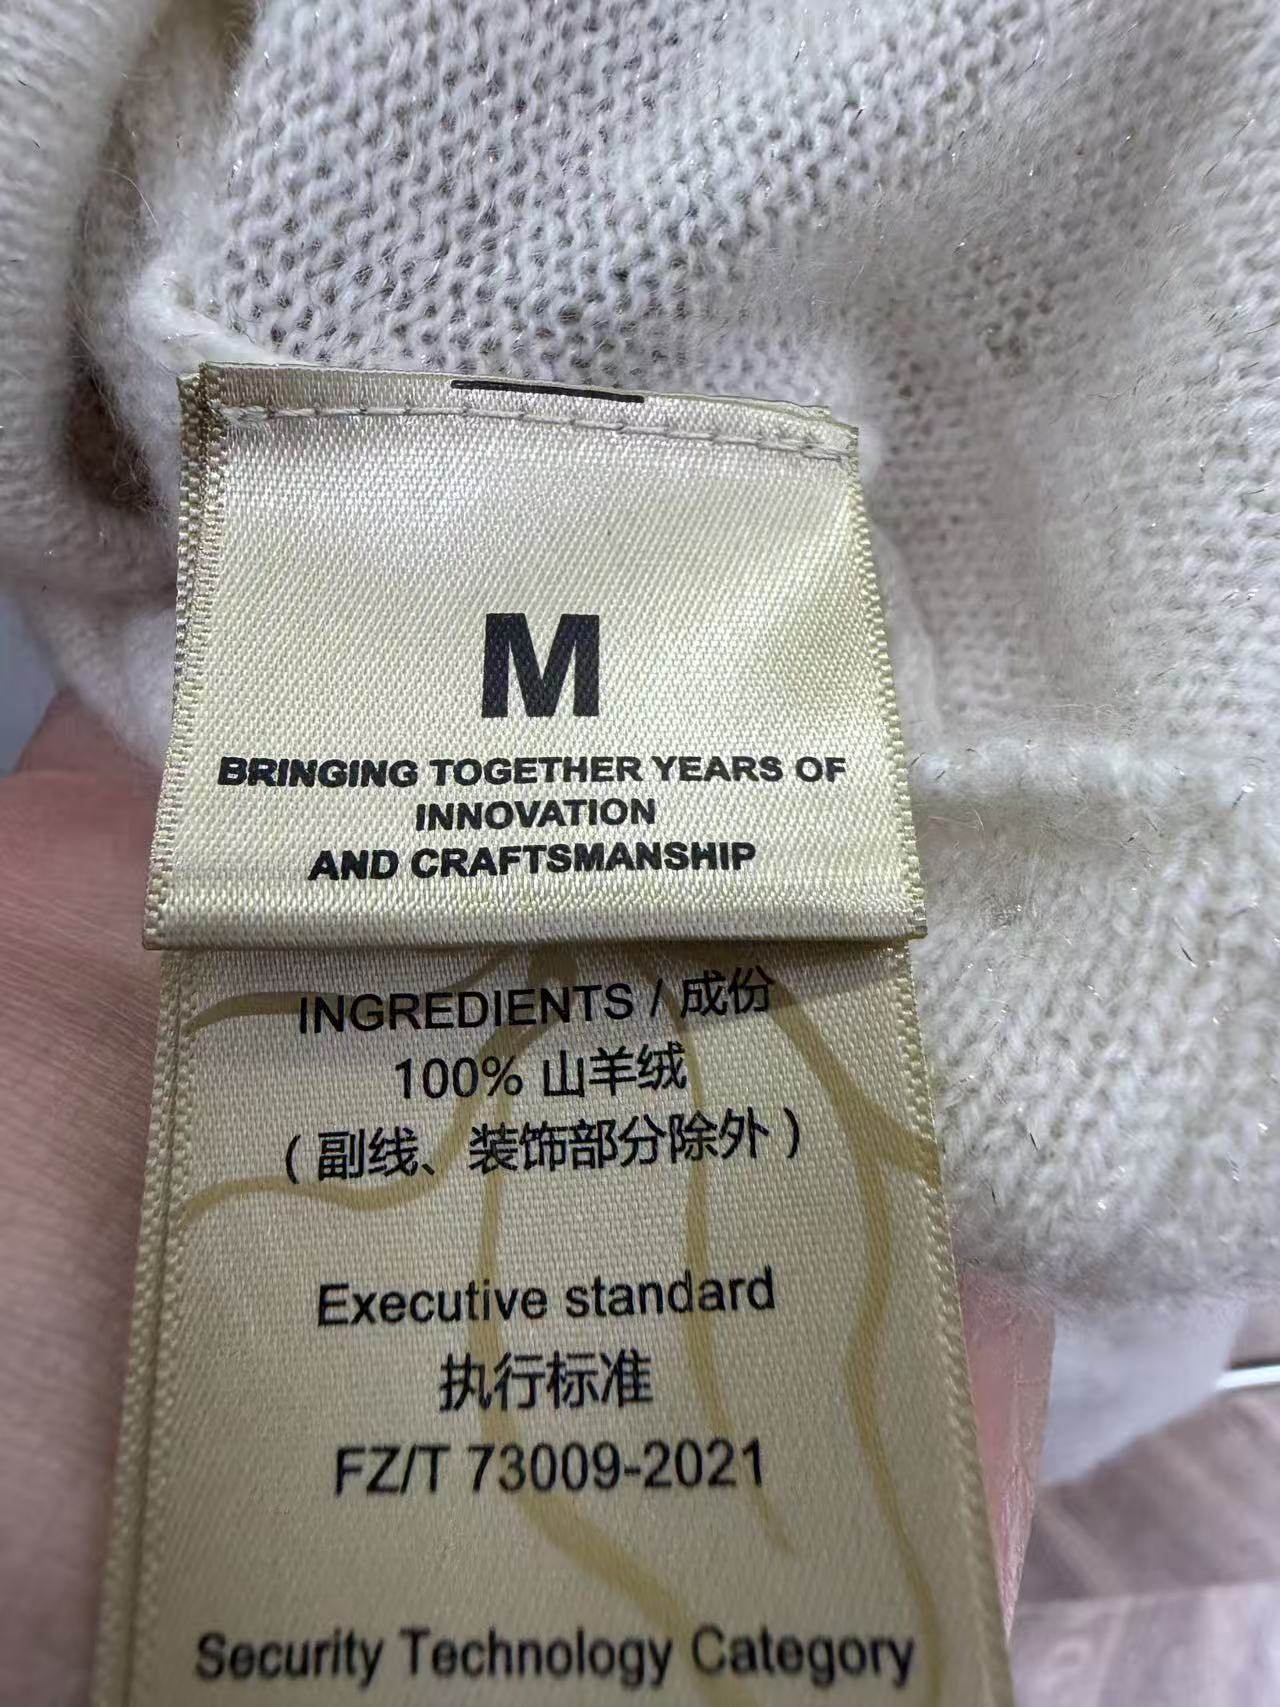 M
BRINGING TOGETHER YEARS OF
INNOVATION
AND CRAFTSMANSHIP
INGREDIENTS / 成份
100% 山羊绒
（副线、装饰部分除外）
Executive standard
执行标准
FZ/T 73009-2021
Security Technology Category